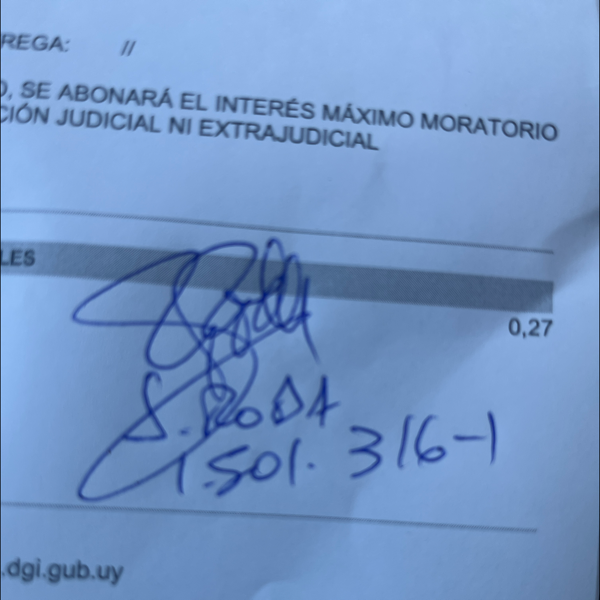 REGA: //
O, SE ABONARÁ EL INTERÉS MÁXIMO MORATORIO
CIÓN JUDICIAL NI EXTRAJUDICIAL
LES
0,27
S. RODA
1.501. 316-1
.dgi.gub.uy